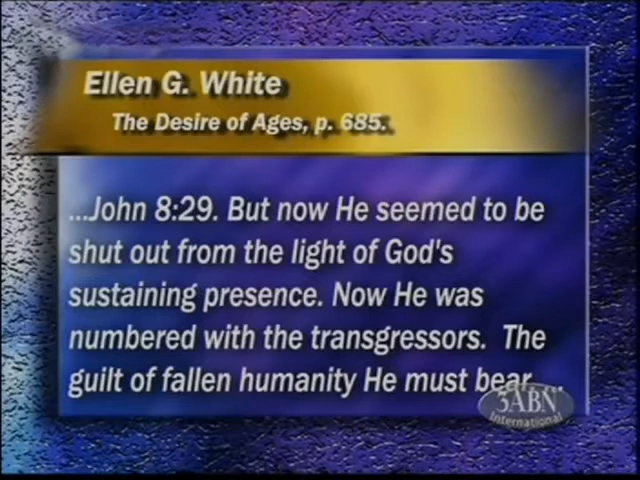 Ellen G. White
The Desire of Ages, p. 685.
...John 8:29. But now He seemed to be
shut out from the light of God's
sustaining presence. Now He was
numbered with the transgressors. The
guilt of fallen humanity He must bear...
3ABN
International